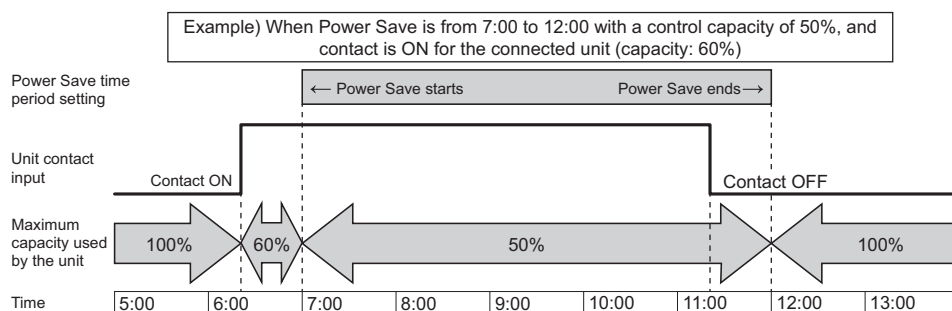 Example) When Power Save is from 7:00 to 12:00 with a control capacity of 50%, and
contact is ON for the connected unit (capacity: 60%)
Power Save time
period setting
← Power Save starts
Power Save ends→
Unit contact
input
Contact ON
Contact OFF
Maximum
capacity used
by the unit
100%
60%
50%
100%
Time
5:00
6:00
7:00
8:00
9:00
10:00
11:00
12:00
13:00